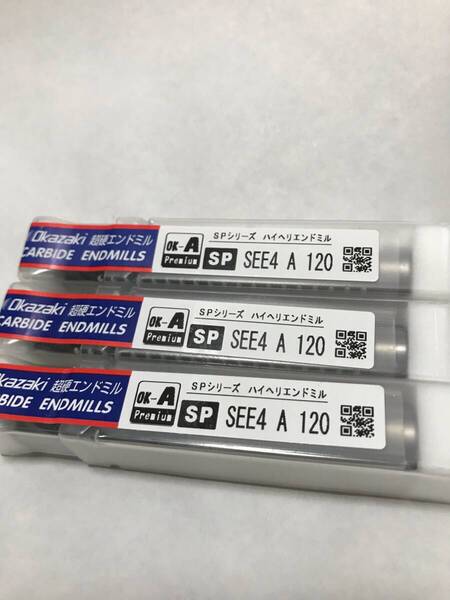 Okazaki 超硬エンドミル
CARBIDE ENDMILLS
OK-A
Premium
SP
SPシリーズ ハイヘリエンドミル
SEE4 A 120
Okazaki 超硬エンドミル
CARBIDE ENDMILLS
OK-A
Premium
SP
SPシリーズ ハイヘリエンドミル
SEE4 A 120
Okazaki 超硬エンドミル
BIDE ENDMILLS
OK-A
Premium
SP
SPシリーズ ハイヘリエンドミル
SEE4 A 120